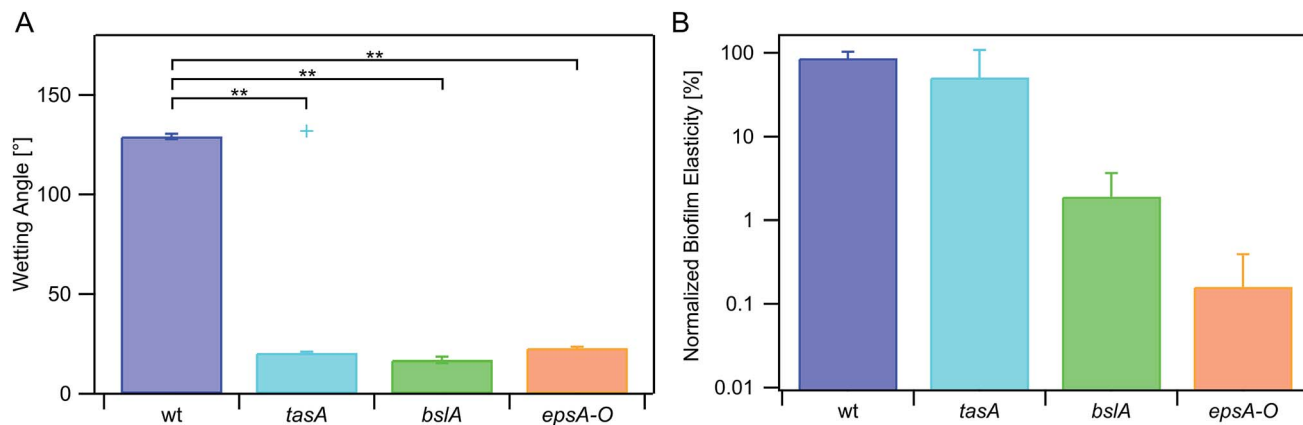 A
Wetting Angle [°]
150
100
50
0
**
**
**
+
wt
tasA
bslA
epsA-O
B
Normalized Biofilm Elasticity [%]
100
10
1
0.1
0.01
wt
tasA
bslA
epsA-O